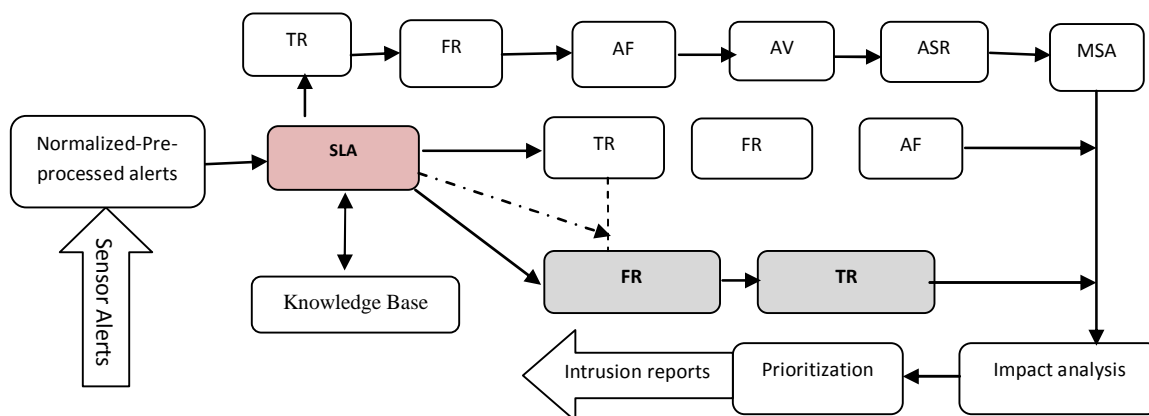 TR
FR
AF
AV
ASR
MSA
Normalized-Pre-
processed alerts
SLA
TR
FR
AF
Sensor Alerts
Knowledge Base
FR
TR
Intrusion reports
Prioritization
Impact analysis